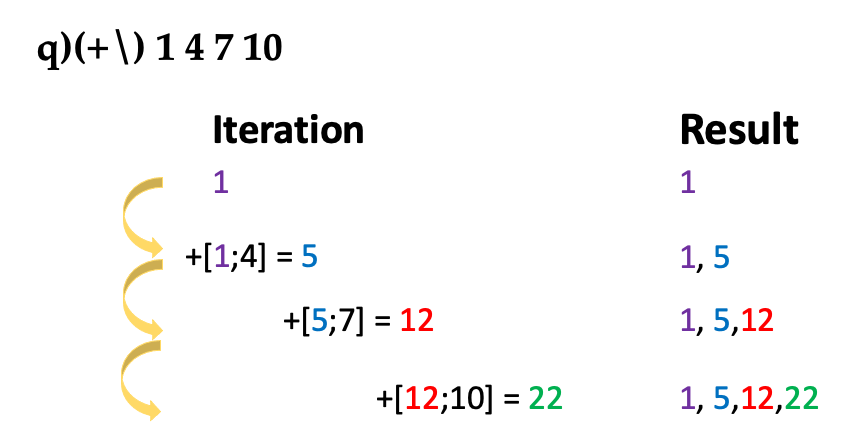 q)(+\) 1 4 7 10
Iteration Result
1 1
+[1;4] = 5 1, 5
+[5;7] = 12 1, 5,12
+[12;10] = 22 1, 5,12,22